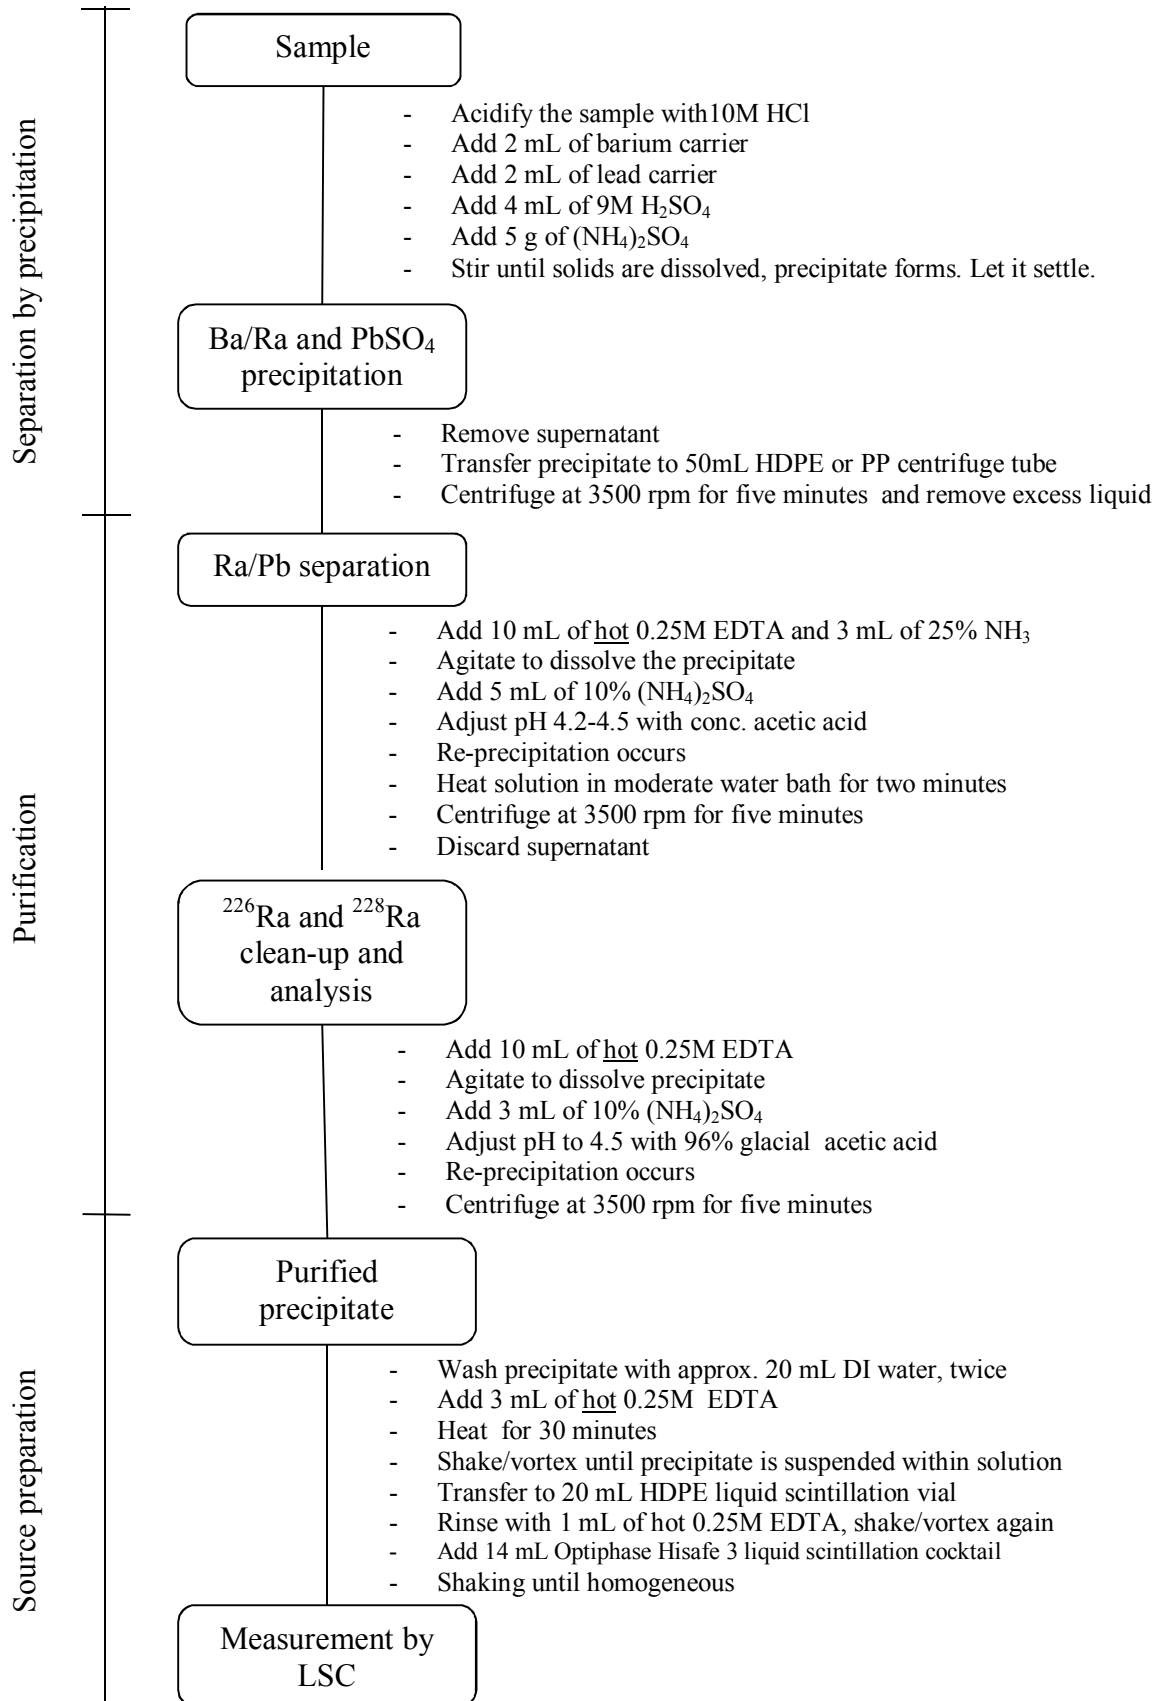 Separation by precipitation
Sample
- Acidify the sample with10M HCl
- Add 2 mL of barium carrier
- Add 2 mL of lead carrier
- Add 4 mL of 9M H₂SO₄
- Add 5 g of (NH₄)₂SO₄
- Stir until solids are dissolved, precipitate forms. Let it settle.
Ba/Ra and PbSO₄
precipitation
- Remove supernatant
- Transfer precipitate to 50mL HDPE or PP centrifuge tube
- Centrifuge at 3500 rpm for five minutes and remove excess liquid
Purification
Ra/Pb separation
- Add 10 mL of hot 0.25M EDTA and 3 mL of 25% NH₃
- Agitate to dissolve the precipitate
- Add 5 mL of 10% (NH₄)₂SO₄
- Adjust pH 4.2-4.5 with conc. acetic acid
- Re-precipitation occurs
- Heat solution in moderate water bath for two minutes
- Centrifuge at 3500 rpm for five minutes
- Discard supernatant
²²⁶Ra and ²²⁸Ra
clean-up and
analysis
- Add 10 mL of hot 0.25M EDTA
- Agitate to dissolve precipitate
- Add 3 mL of 10% (NH₄)₂SO₄
- Adjust pH to 4.5 with 96% glacial acetic acid
- Re-precipitation occurs
- Centrifuge at 3500 rpm for five minutes
Source preparation
Purified
precipitate
- Wash precipitate with approx. 20 mL DI water, twice
- Add 3 mL of hot 0.25M EDTA
- Heat for 30 minutes
- Shake/vortex until precipitate is suspended within solution
- Transfer to 20 mL HDPE liquid scintillation vial
- Rinse with 1 mL of hot 0.25M EDTA, shake/vortex again
- Add 14 mL Optiphase Hisafe 3 liquid scintillation cocktail
- Shaking until homogeneous
Measurement by
LSC